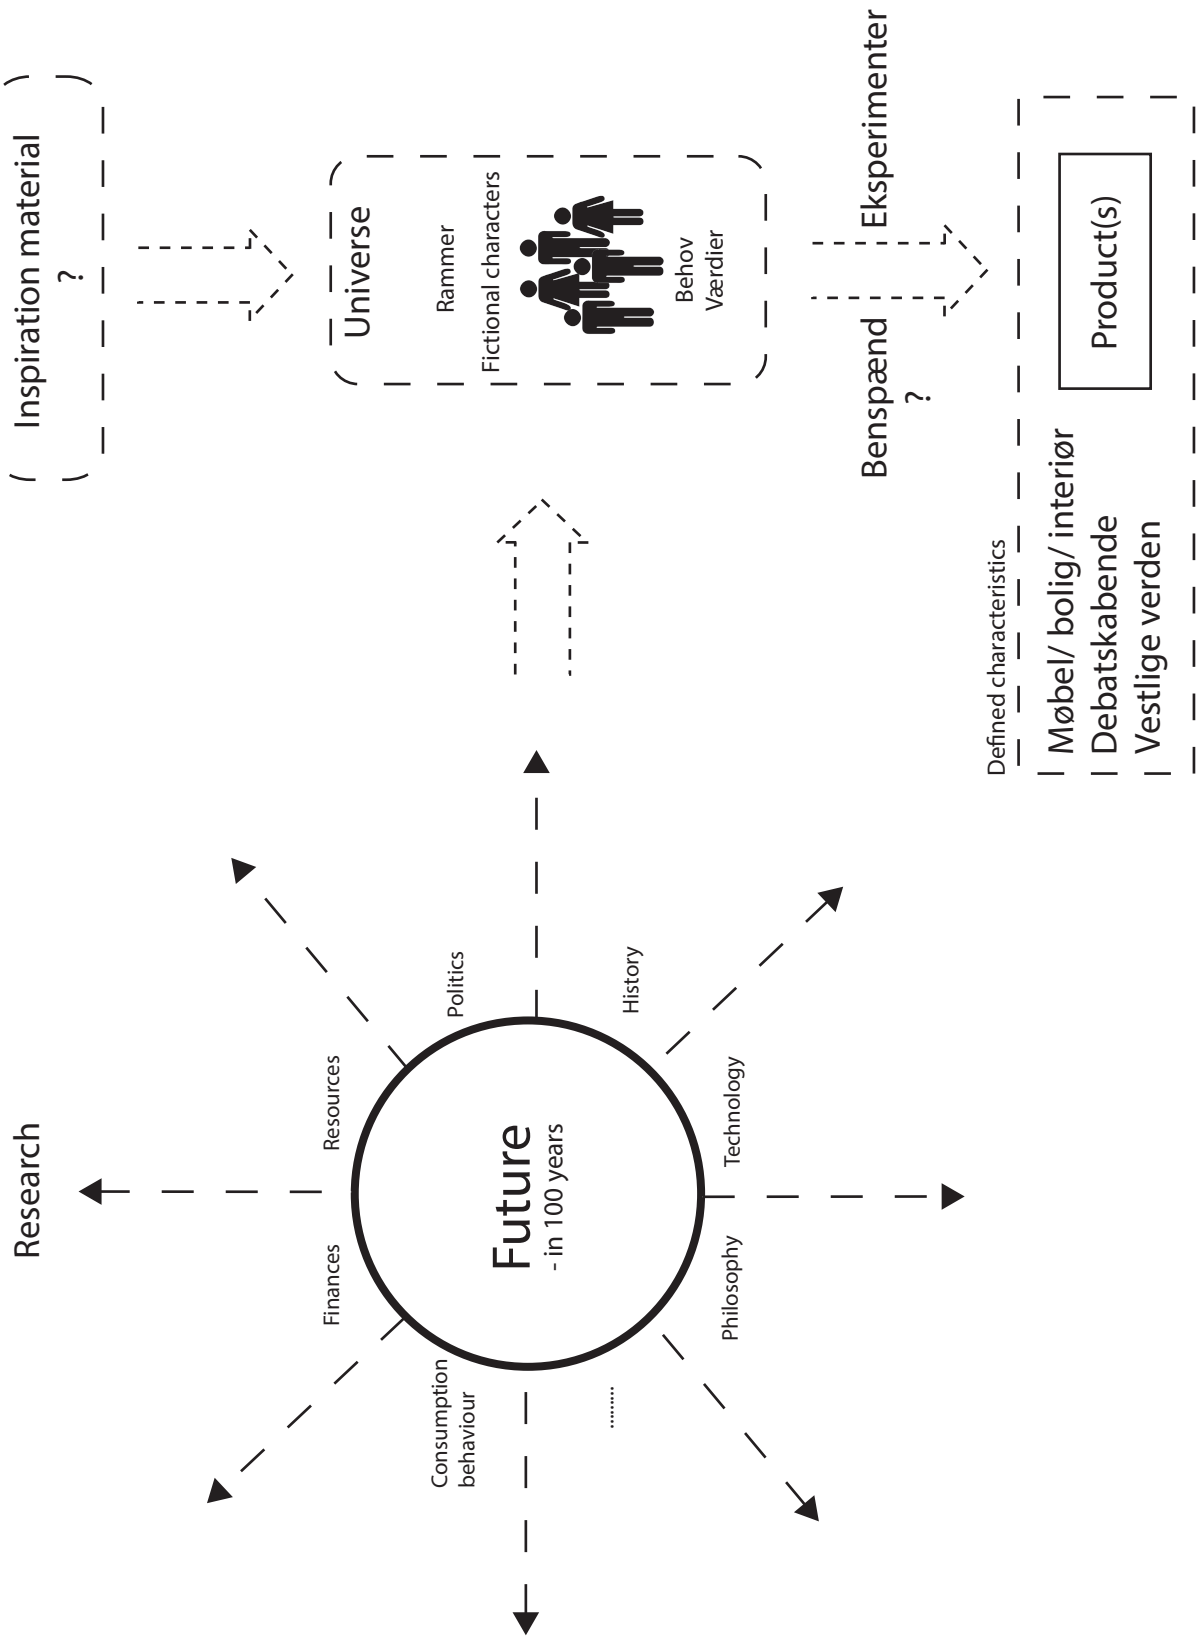 Research
Finances
Resources
Consumption
behaviour
Politics
Future
- in 100 years
.........
History
Philosophy
Technology
Inspiration material
?
Universe
Rammer
Fictional characters
Behov
Værdier
Benspænd
?
Eksperimenter
Defined characteristics
Møbel/ bolig/ interiør
Debatskabende
Vestlige verden
Product(s)